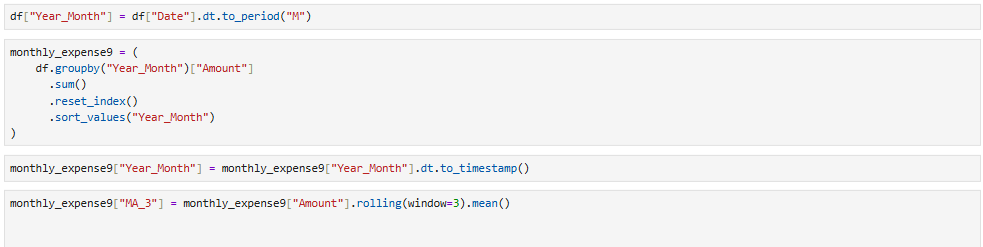 df["Year_Month"] = df["Date"].dt.to_period("M")
monthly_expense9 = (
    df.groupby("Year_Month")["Amount"]
      .sum()
      .reset_index()
      .sort_values("Year_Month")
)
monthly_expense9["Year_Month"] = monthly_expense9["Year_Month"].dt.to_timestamp()
monthly_expense9["MA_3"] = monthly_expense9["Amount"].rolling(window=3).mean()